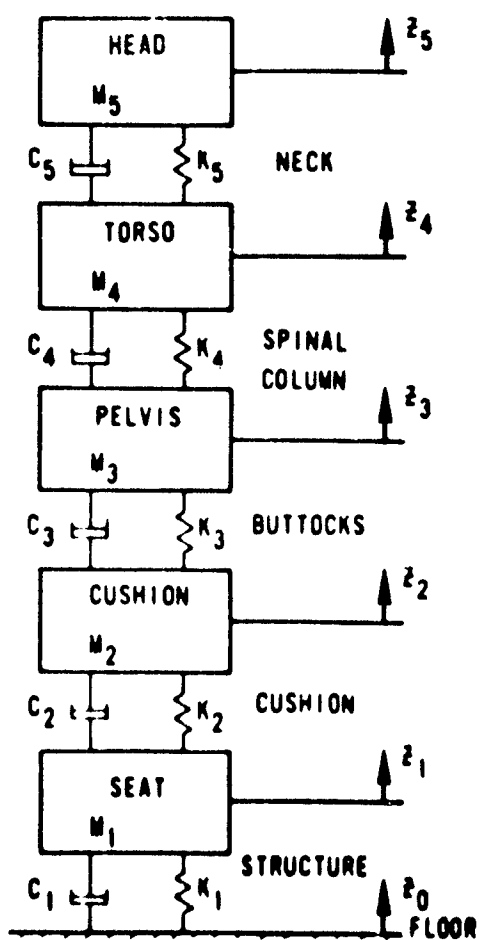 HEAD
Z5
M5
C5 K5 NECK
TORSO
Z4
M4
C4 K4 SPINAL
COLUMN
PELVIS
Z3
M3
C3 K3 BUTTOCKS
CUSHION
Z2
M2
C2 K2 CUSHION
SEAT
Z1
M1
STRUCTURE
C1 K1 Z0
FLOOR